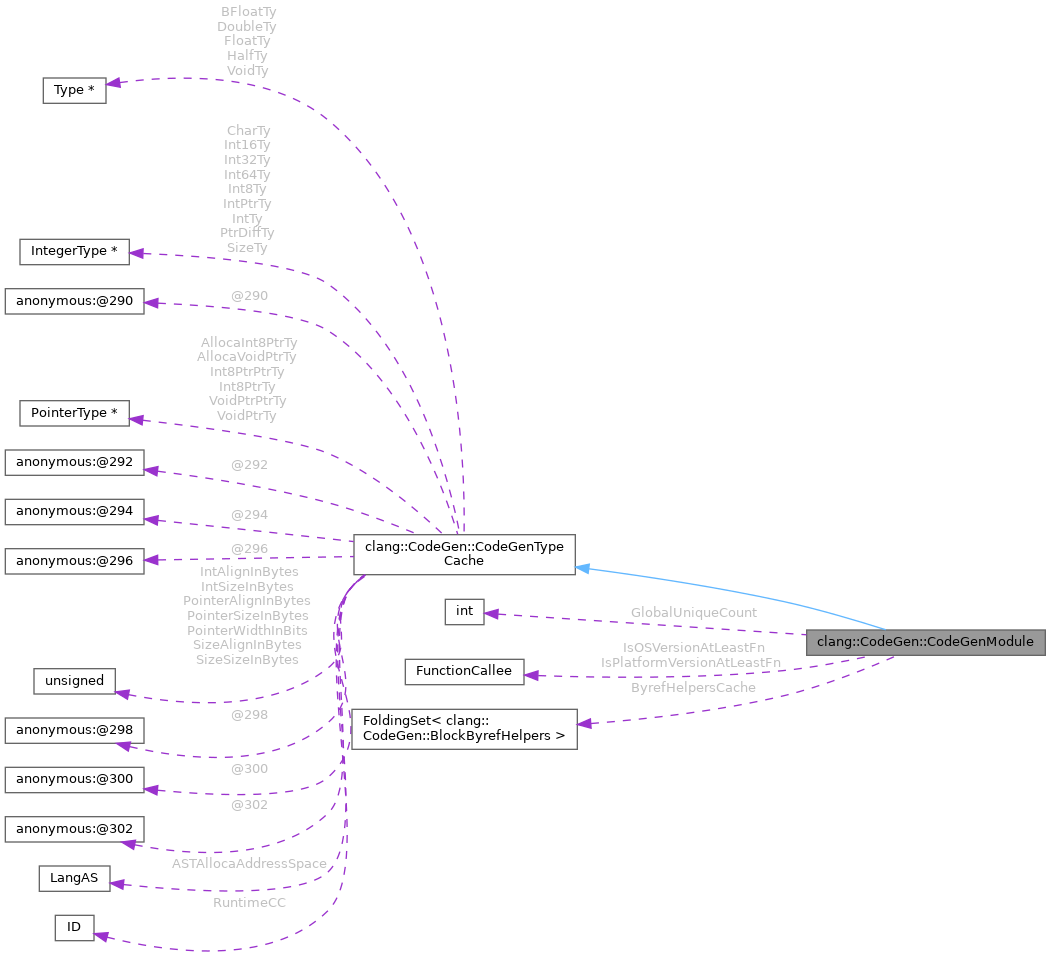 BFloatTy
DoubleTy
FloatTy
HalfTy
VoidTy
Type *
CharTy
Int16Ty
Int32Ty
Int64Ty
Int8Ty
IntPtrTy
IntTy
PtrDiffTy
SizeTy
IntegerType *
@290
anonymous:@290
AllocaInt8PtrTy
AllocaVoidPtrTy
Int8PtrPtrTy
Int8PtrTy
VoidPtrPtrTy
VoidPtrTy
PointerType *
@292
anonymous:@292
@294
anonymous:@294
@296
anonymous:@296
clang::CodeGen::CodeGenType
Cache
IntAlignInBytes
IntSizeInBytes
PointerAlignInBytes
PointerSizeInBytes
PointerWidthInBits
SizeAlignInBytes
SizeSizeInBytes
unsigned
int
GlobalUniqueCount
clang::CodeGen::CodeGenModule
IsOSVersionAtLeastFn
IsPlatformVersionAtLeastFn
FunctionCallee
ByrefHelpersCache
FoldingSet< clang::
CodeGen::BlockByrefHelpers >
@298
anonymous:@298
@300
anonymous:@300
@302
anonymous:@302
ASTAllocaAddressSpace
LangAS
RuntimeCC
ID